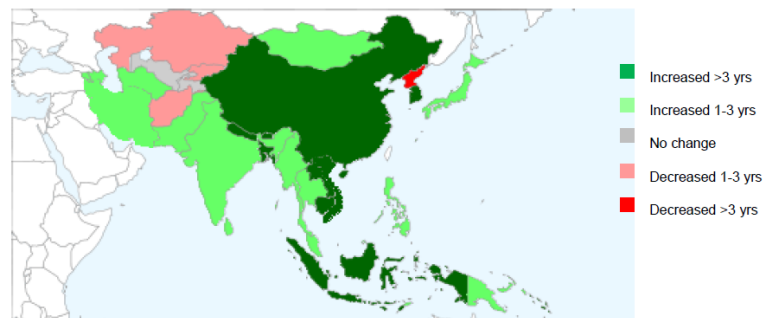 Increased >3 yrs
Increased 1-3 yrs
No change
Decreased 1-3 yrs
Decreased >3 yrs